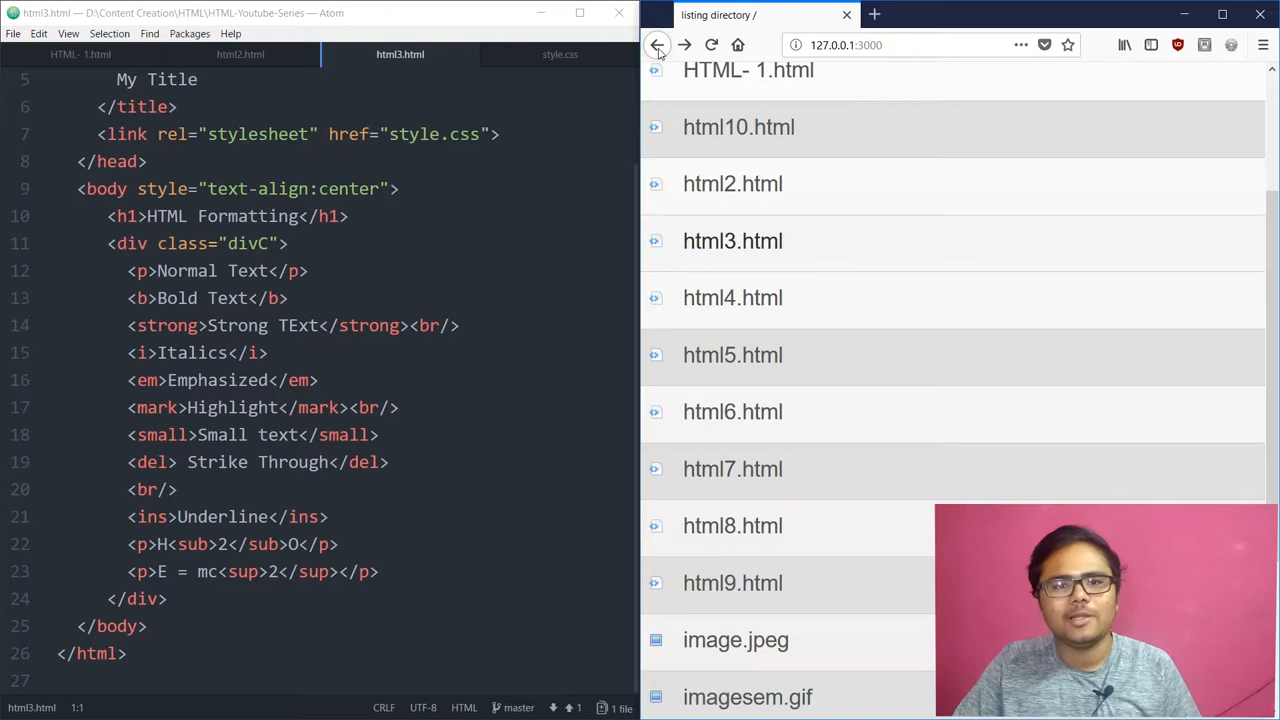 html3.html — D:\Content Creation\HTML\HTML-Youtube-Series — Atom
File Edit View Selection Find Packages Help
HTML- 1.html html2.html html3.html style.css
5 My Title
6 </title>
7 <link rel="stylesheet" href="style.css">
8 </head>
9 <body style="text-align:center">
10 <h1>HTML Formatting</h1>
11 <div class="divC">
12 <p>Normal Text</p>
13 <b>Bold Text</b>
14 <strong>Strong TExt</strong><br/>
15 <i>Italics</i>
16 <em>Emphasized</em>
17 <mark>Highlight</mark><br/>
18 <small>Small text</small>
19 <del> Strike Through</del>
20 <br/>
21 <ins>Underline</ins>
22 <p>H<sub>2</sub>O</p>
23 <p>E = mc<sup>2</sup></p>
24 </div>
25 </body>
26 </html>
27
html3.html 1:1 CRLF UTF-8 HTML master 1 1 file
listing directory /
127.0.0.1:3000
HTML- 1.html
html10.html
html2.html
html3.html
html4.html
html5.html
html6.html
html7.html
html8.html
html9.html
image.jpeg
imagesem.gif